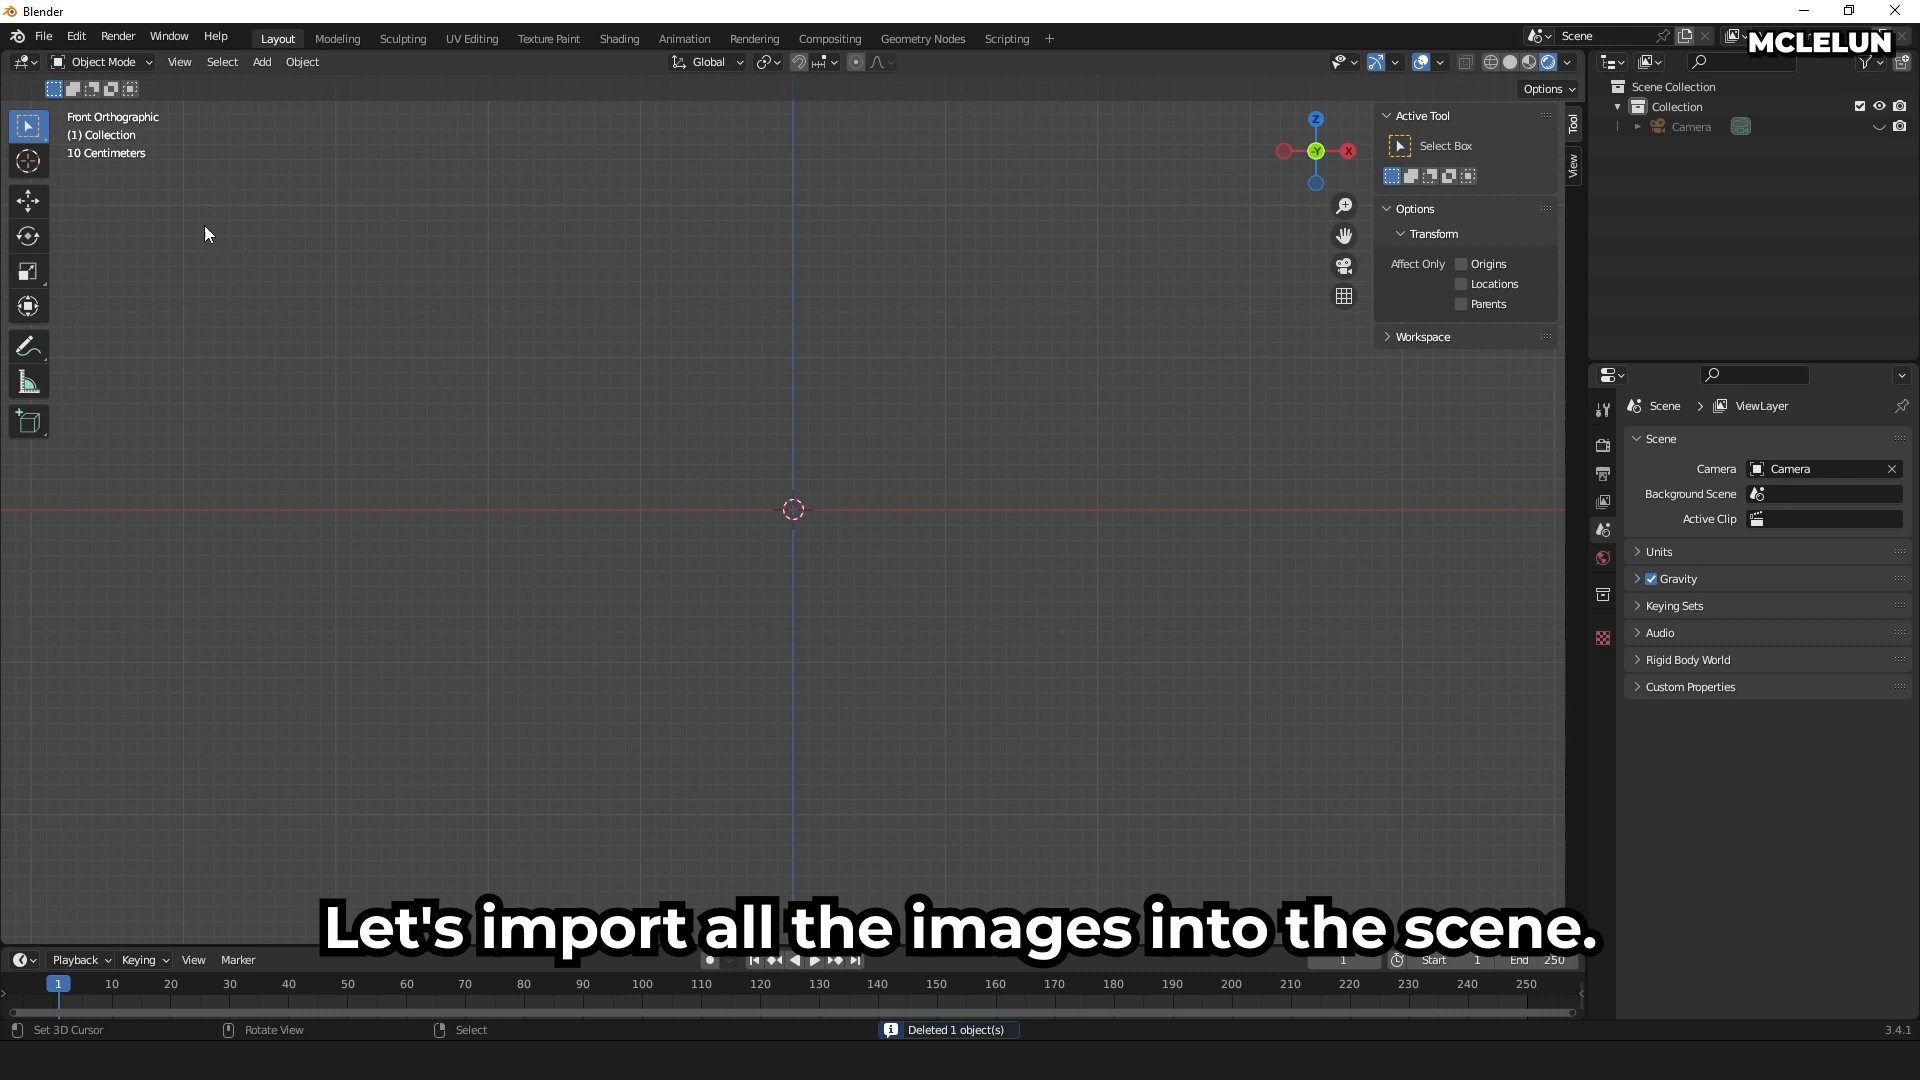 Blender
File Edit Render Window Help Layout Modeling Sculpting UV Editing Texture Paint Shading Animation Rendering Compositing Geometry Nodes Scripting + Scene
MCLELUN
Object Mode View Select Add Object Global
Options
Front Orthographic
(1) Collection
10 Centimeters
Z
-Y X
Active Tool
Select Box
Options
Transform
Affect Only Origins
Locations
Parents
Workspace
Tool
View
Scene Collection
Collection
Camera
Scene > ViewLayer
Scene
Camera Camera
Background Scene
Active Clip
Units
Gravity
Keying Sets
Audio
Rigid Body World
Custom Properties
Let's import all the images into the scene.
Playback Keying View Marker 1 Start 1 End 250
1 10 20 30 40 50 60 70 80 90 100 110 120 130 140 150 160 170 180 190 200 210 220 230 240 250
Set 3D Cursor Rotate View Select Deleted 1 object(s) 3.4.1